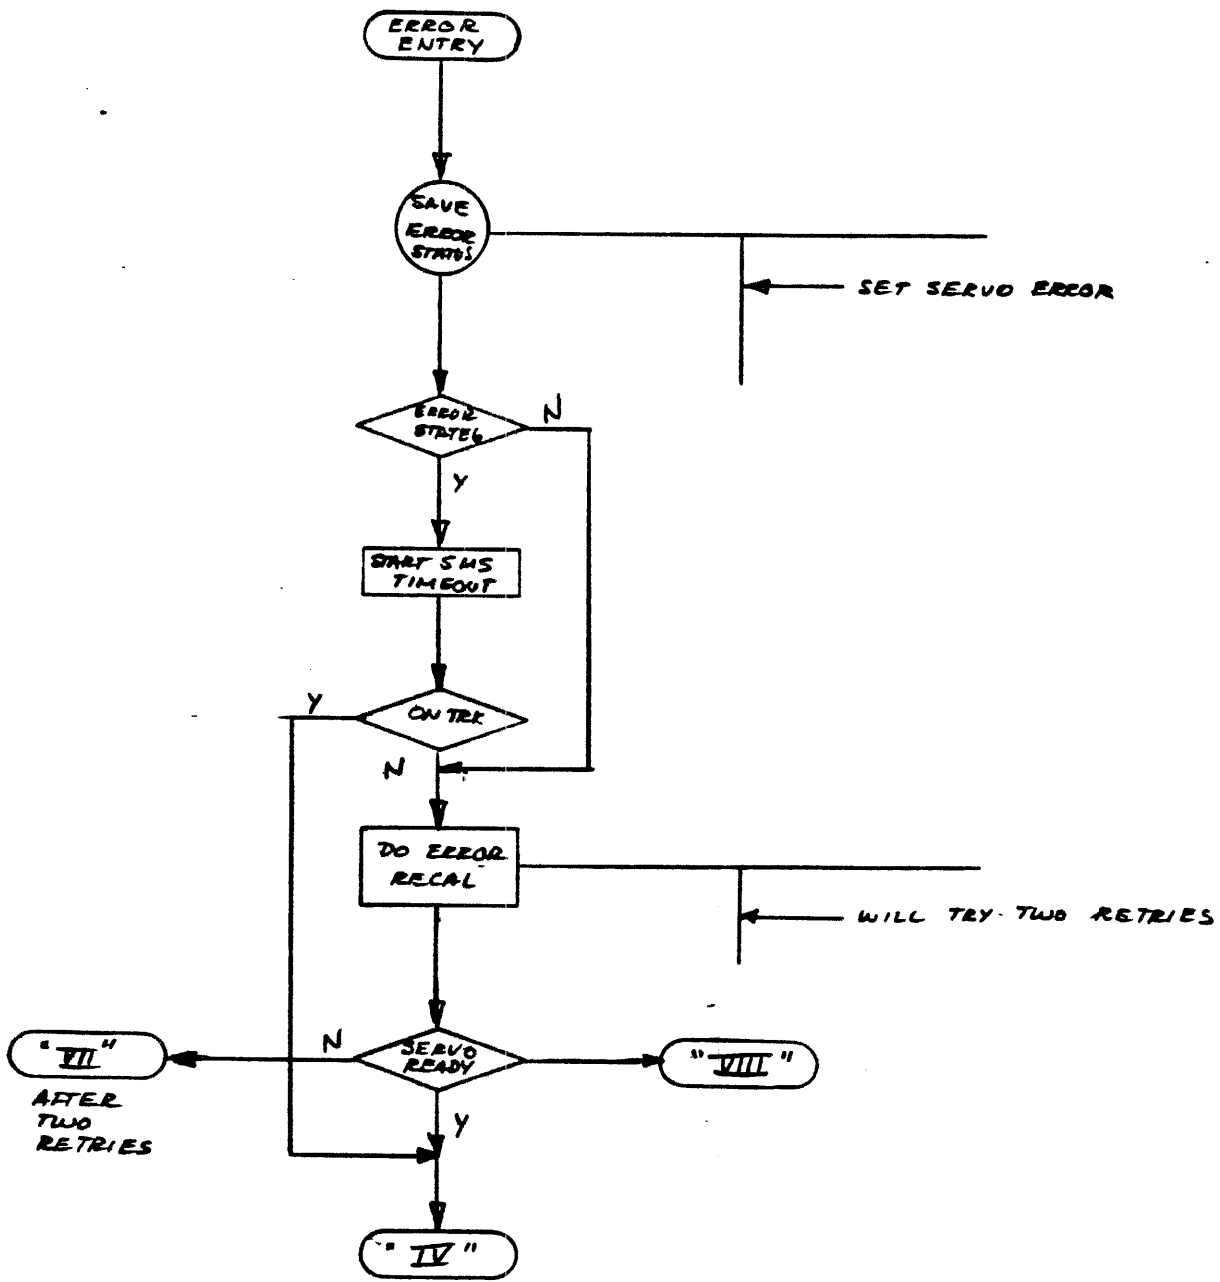 ERROR
ENTRY
SAVE
ERROR
STATUS
SET SERVO ERROR
ERROR
STATE6
N
Y
START 5MS
TIMEOUT
Y
ON TRK
N
DO ERROR
RECAL
WILL TRY TWO RETRIES
"VII"
N
SERVO
READY
"VIII"
AFTER
TWO
RETRIES
Y
"IV"